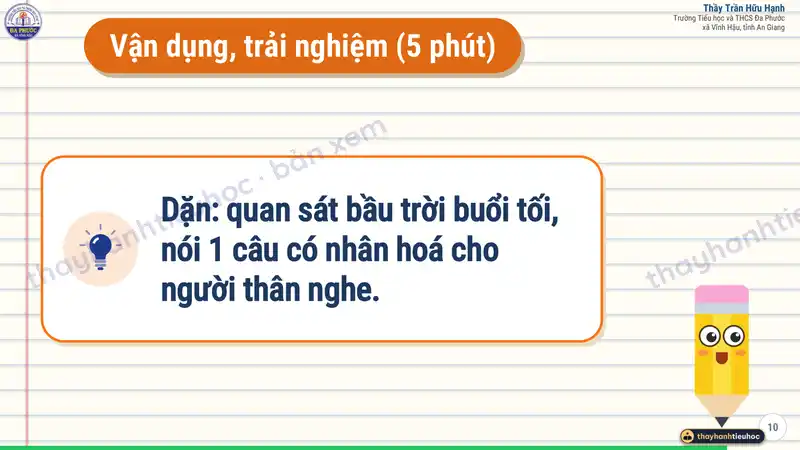 Thầy Trần Hữu Hạnh
Trường Tiểu học và THCS Đa Phước
xã Vĩnh Hậu, tỉnh An Giang
ĐA PHƯỚC
Vận dụng, trải nghiệm (5 phút)
thayhanhtieuhoc · bản xem
Dặn: quan sát bầu trời buổi tối,
nói 1 câu có nhân hoá cho
người thân nghe.
thayhanhtie
thayhanhtieuhoc
10